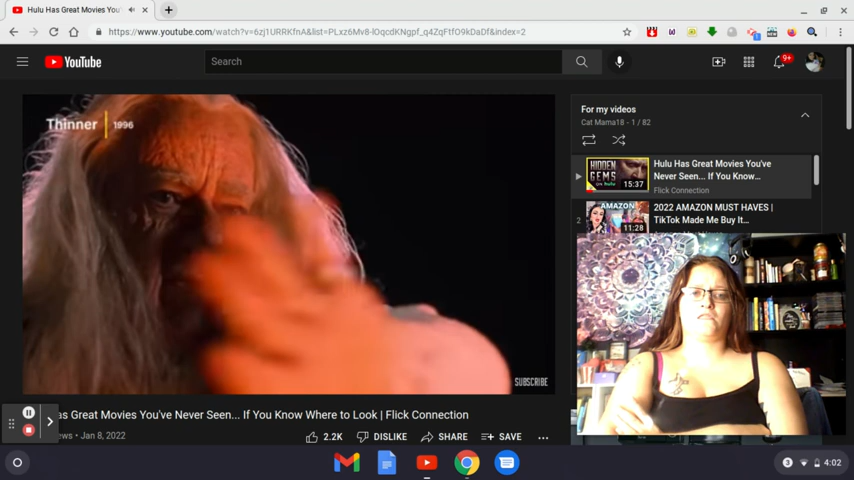 Hulu Has Great Movies You
https://www.youtube.com/watch?v=6zj1URRKfnA&list=PLxz6Mv8-lOqcdKNgpf_q4ZqFtfO9kDaDf&index=2
YouTube
Search
9+
Thinner 1996
SUBSCRIBE
For my videos
Cat Mama18 - 1 / 82
HIDDEN
GEMS
ON hulu
15:37
Hulu Has Great Movies You've
Never Seen... If You Know...
Flick Connection
2
AMAZON
11:28
2022 AMAZON MUST HAVES |
TikTok Made Me Buy It...
as Great Movies You've Never Seen... If You Know Where to Look | Flick Connection
ews • Jan 8, 2022
2.2K
DISLIKE
SHARE
SAVE
3
4:02